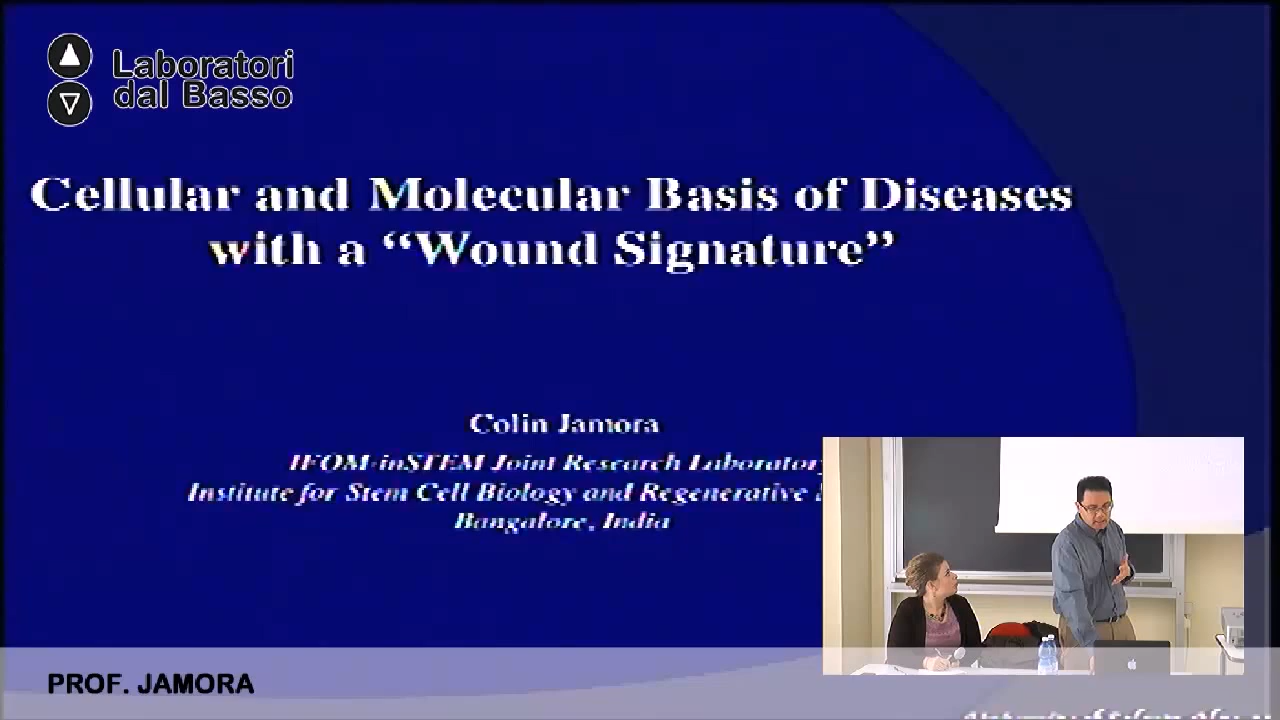 Laboratori
dal Basso
Cellular and Molecular Basis of Diseases
with a “Wound Signature”
Colin Jamora
IFOM-inSTEM Joint Research Laboratory
Institute for Stem Cell Biology and Regenerative
Bangalore, India
PROF. JAMORA